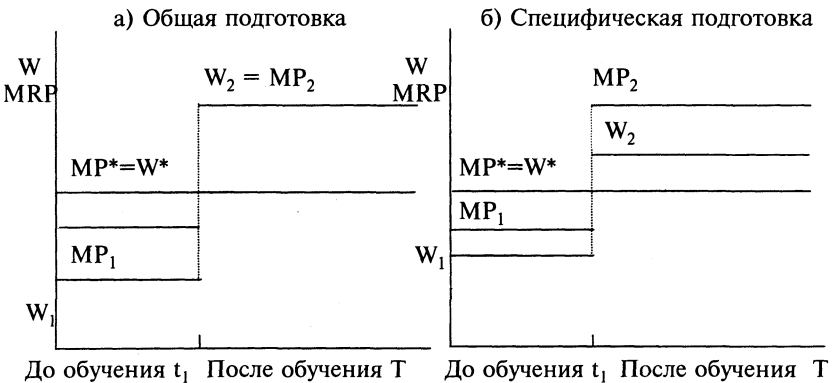 а) Общая подготовка
W
MRP
W₂ = MP₂
MP*=W*
MP₁
W₁
До обучения t₁ После обучения T
б) Специфическая подготовка
W
MRP
MP₂
W₂
MP*=W*
MP₁
W₁
До обучения t₁ После обучения T